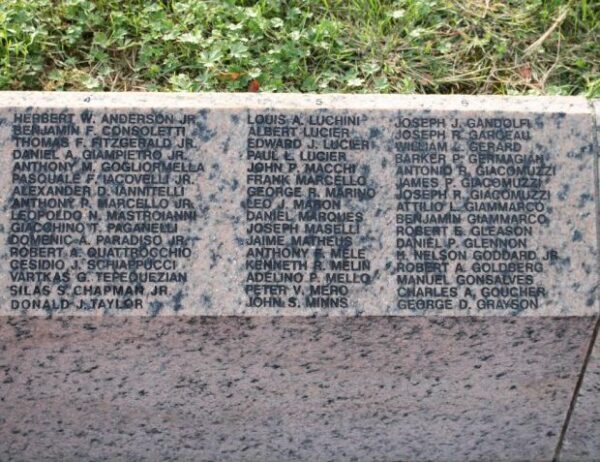 4
HERBERT W. ANDERSON JR.
BENJAMIN F. CONSOLETTI
THOMAS F. FITZGERALD JR.
DANIEL A. GIAMPIETRO JR.
ANTHONY M. GOGLIORMELLA
PASQUALE F. IACOVELLI JR.
ALEXANDER D. IANNITELLI
ANTHONY P. MARCELLO JR.
LEOPOLDO N. MASTROIANNI
GIACCHINO T. PAGANELLI
DOMENIC A. PARADISO JR.
ROBERT A. QUATTROCCHIO
CESIDIO J. SCHIAPPUCCI
VARTKAS G. TEPEQUEZIAN
SILAS S. CHAPMAN JR.
DONALD J. TAYLOR
5
LOUIS A. LUCHINI
ALBERT LUCIER
EDWARD J. LUCIER
PAUL L. LUCIER
JOHN P. MACCHI
FRANK MARCELLO
GEORGE R. MARINO
LEO J. MARON
DANIEL MARQUES
JOSEPH MASELLI
JAIME MATHEUS
ANTHONY E. MELE
KENNETH R. MELIN
ADELINO P. MELLO
PETER V. MERO
JOHN S. MINNS
6
JOSEPH J. GANDOLFI
JOSEPH R. GARCEAU
WILLIAM L. GERARD
BARKER P. GERMAGIAN
ANTONIO R. GIACOMUZZI
JAMES P. GIACOMUZZI
JOSEPH R. GIACOMUZZI
ATTILIO L. GIAMMARCO
BENJAMIN GIAMMARCO
ROBERT E. GLEASON
DANIEL P. GLENNON
H. NELSON GODDARD JR.
ROBERT A. GOLDBERG
MANUEL GONSALVES
CHARLES A. GOUCHER
GEORGE D. GRAYSON